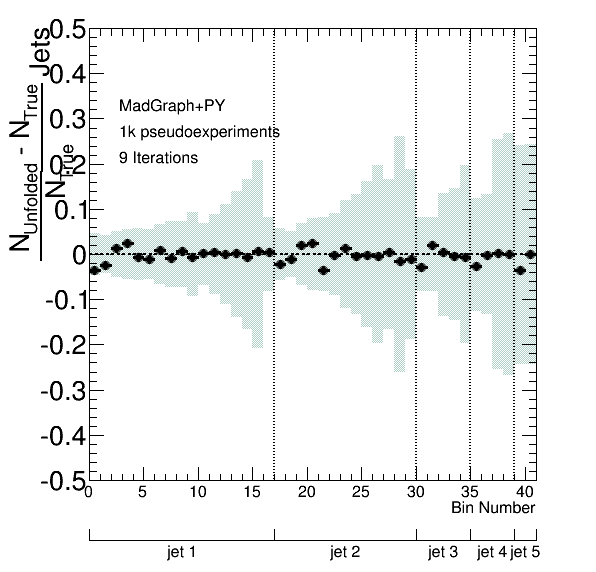 N_Unfolded - N_True Jets
N_True
0.5
0.4
0.3
0.2
0.1
0
-0.1
-0.2
-0.3
-0.4
-0.5
MadGraph+PY
1k pseudoexperiments
9 Iterations
0 5 10 15 20 25 30 35 40
Bin Number
jet 1 jet 2 jet 3 jet 4 jet 5